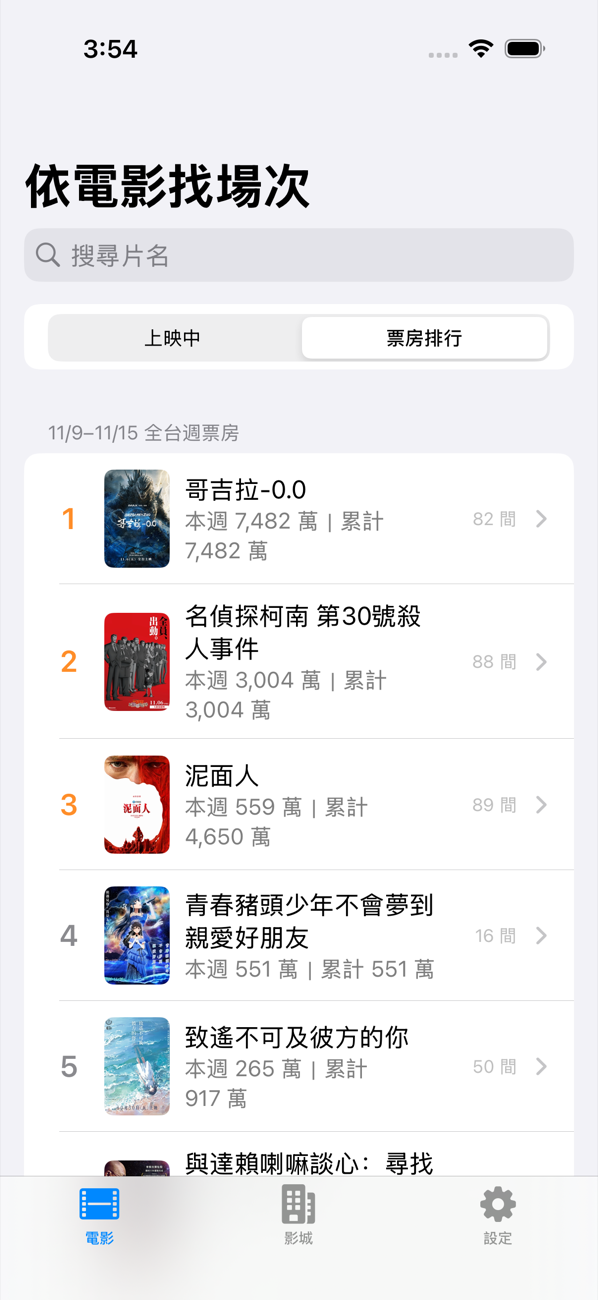 3:54
依電影找場次
搜尋片名
上映中
票房排行
11/9–11/15 全台週票房
1
哥吉拉-0.0
本週 7,482 萬 | 累計
7,482 萬
82 間
2
名偵探柯南 第30號殺
人事件
本週 3,004 萬 | 累計
3,004 萬
88 間
3
泥面人
泥面人
本週 559 萬 | 累計
4,650 萬
89 間
4
青春豬頭少年不會夢到
親愛好朋友
本週 551 萬 | 累計 551 萬
16 間
5
致遙不可及彼方的你
本週 265 萬 | 累計
917 萬
50 間
與達賴喇嘛談心：尋找
電影
影城
設定